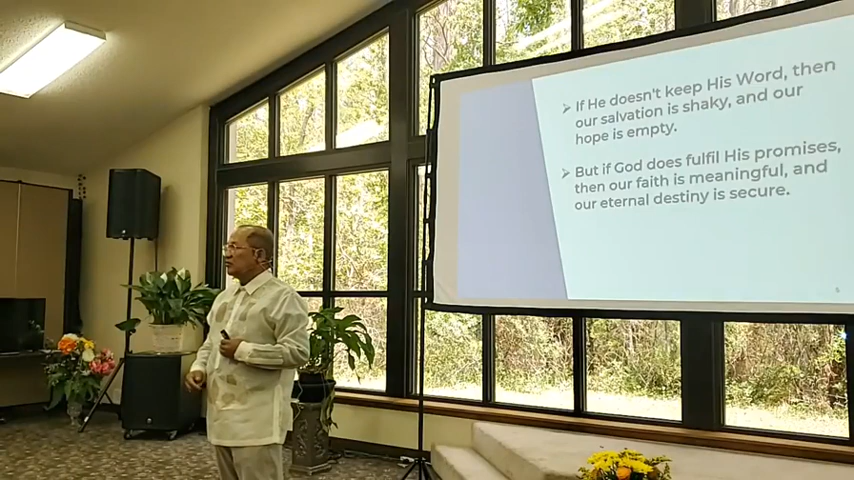 ➢ If He doesn't keep His Word, then
our salvation is shaky, and our
hope is empty.
➢ But if God does fulfil His promises,
then our faith is meaningful, and
our eternal destiny is secure.